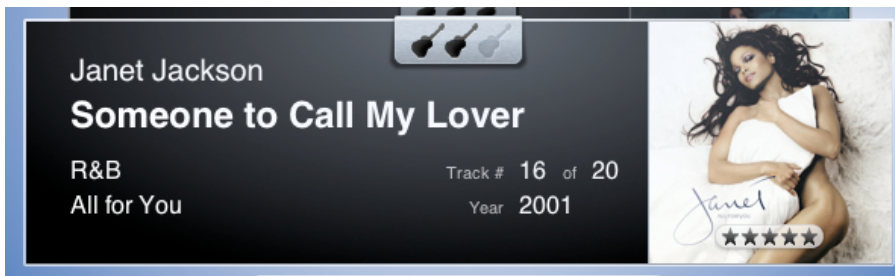 Janet Jackson
Someone to Call My Lover
R&B
Track # 16 of 20
All for You
Year 2001
Janet